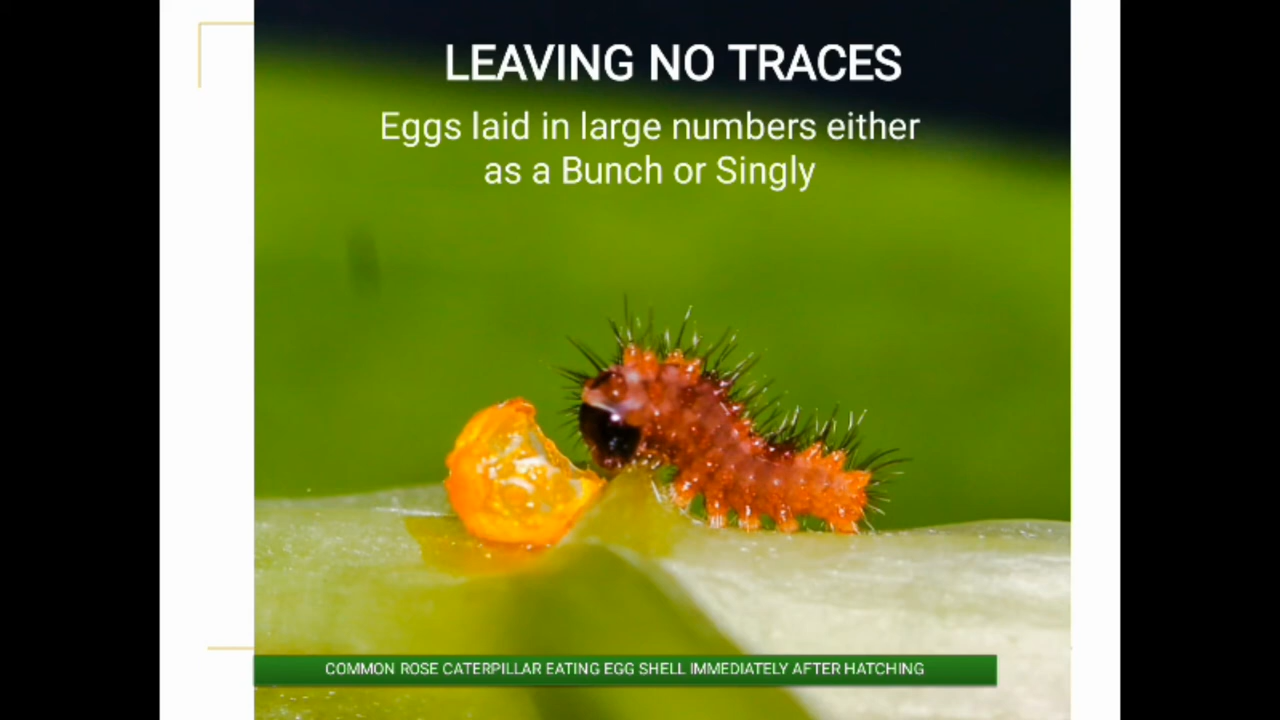 LEAVING NO TRACES
Eggs laid in large numbers either
as a Bunch or Singly
COMMON ROSE CATERPILLAR EATING EGG SHELL IMMEDIATELY AFTER HATCHING